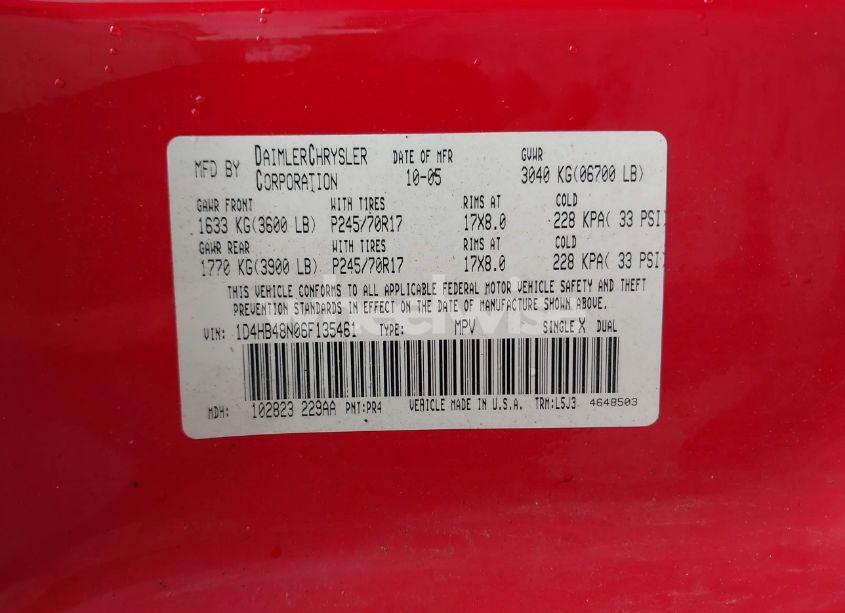 MFD BY DAIMLERCHRYSLER CORPORATION DATE OF MFR 10-05 GVWR 3040 KG(06700 LB)
GAWR FRONT WITH TIRES RIMS AT COLD
1633 KG(3600 LB) P245/70R17 17X8.0 228 KPA( 33 PSI)
GAWR REAR WITH TIRES RIMS AT COLD
1770 KG(3900 LB) P245/70R17 17X8.0 228 KPA( 33 PSI)
THIS VEHICLE CONFORMS TO ALL APPLICABLE FEDERAL MOTOR VEHICLE SAFETY AND THEFT
PREVENTION STANDARDS IN EFFECT ON THE DATE OF MANUFACTURE SHOWN ABOVE.
VIN: 1D4HB48N06F135461 TYPE: MPV SINGLE X DUAL
MDH: 102823 229AA PNT:PR4 VEHICLE MADE IN U.S.A. TRM:L5J3 4648503